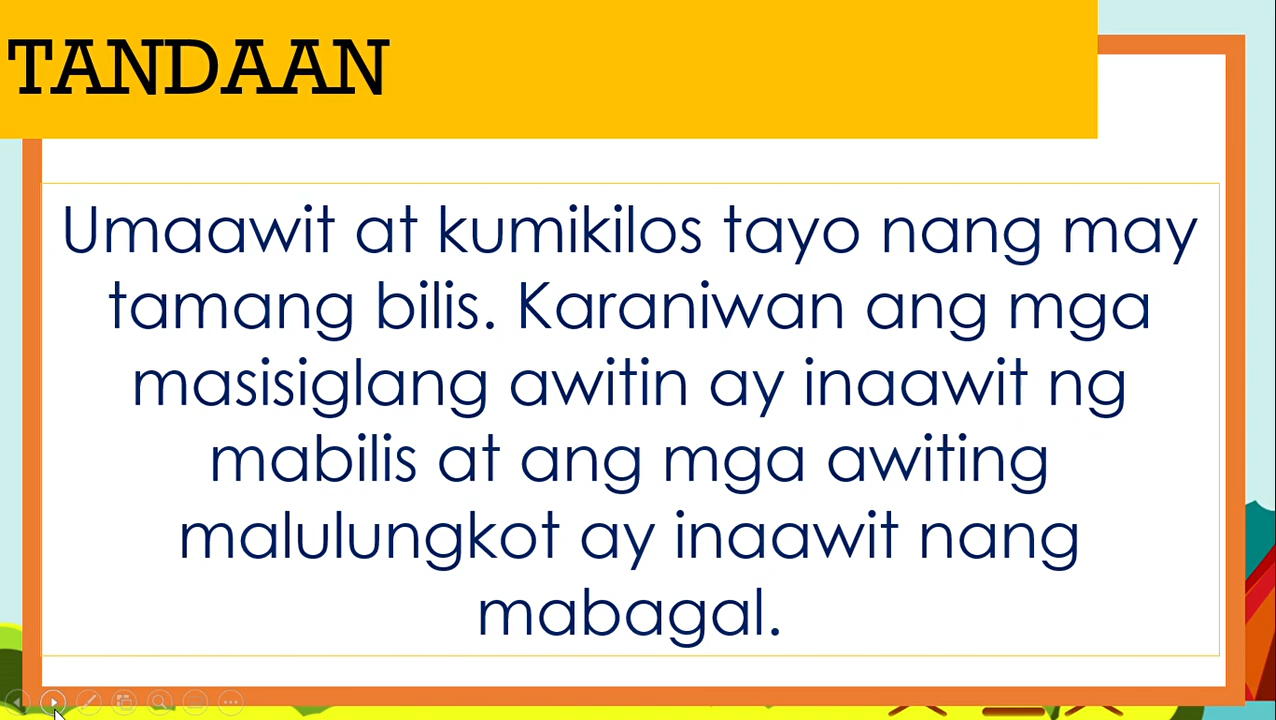 TANDAAN
Umaawit at kumikilos tayo nang may
tamang bilis. Karaniwan ang mga
masisiglang awitin ay inaawit ng
mabilis at ang mga awiting
malulungkot ay inaawit nang
mabagal.